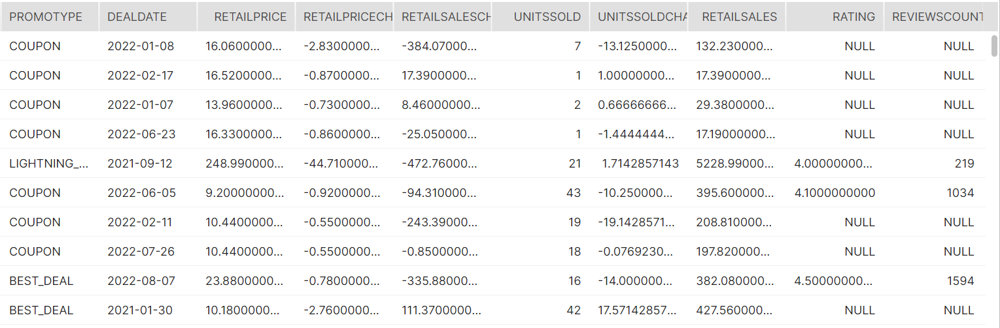 PROMOTYPE DEALDATE RETAILPRICE RETAILPRICECH RETAILSALESCH UNITSSOLD UNITSSOLDCHA RETAILSALES RATING REVIEWSCOUNT
COUPON 2022-01-08 16.0600000... -2.8300000... -384.07000... 7 -13.1250000... 132.230000... NULL NULL
COUPON 2022-02-17 16.5200000... -0.8700000... 17.3900000... 1 1.00000000... 17.3900000... NULL NULL
COUPON 2022-01-07 13.9600000... -0.7300000... 8.46000000... 2 0.66666666... 29.3800000... NULL NULL
COUPON 2022-06-23 16.3300000... -0.8600000... -25.050000... 1 -1.4444444... 17.19000000... NULL NULL
LIGHTNING_... 2021-09-12 248.990000... -44.710000... -472.76000... 21 1.7142857143 5228.99000... 4.00000000... 219
COUPON 2022-06-05 9.20000000... -0.9200000... -94.310000... 43 -10.250000... 395.600000... 4.1000000000 1034
COUPON 2022-02-11 10.4400000... -0.5500000... -243.39000... 19 -19.1428571... 208.810000... NULL NULL
COUPON 2022-07-26 10.4400000... -0.5500000... -0.8500000... 18 -0.0769230... 197.820000... NULL NULL
BEST_DEAL 2022-08-07 23.8800000... -0.7800000... -335.88000... 16 -14.000000... 382.080000... 4.50000000... 1594
BEST_DEAL 2021-01-30 10.1800000... -2.7600000... 111.3700000... 42 17.57142857... 427.560000... NULL NULL